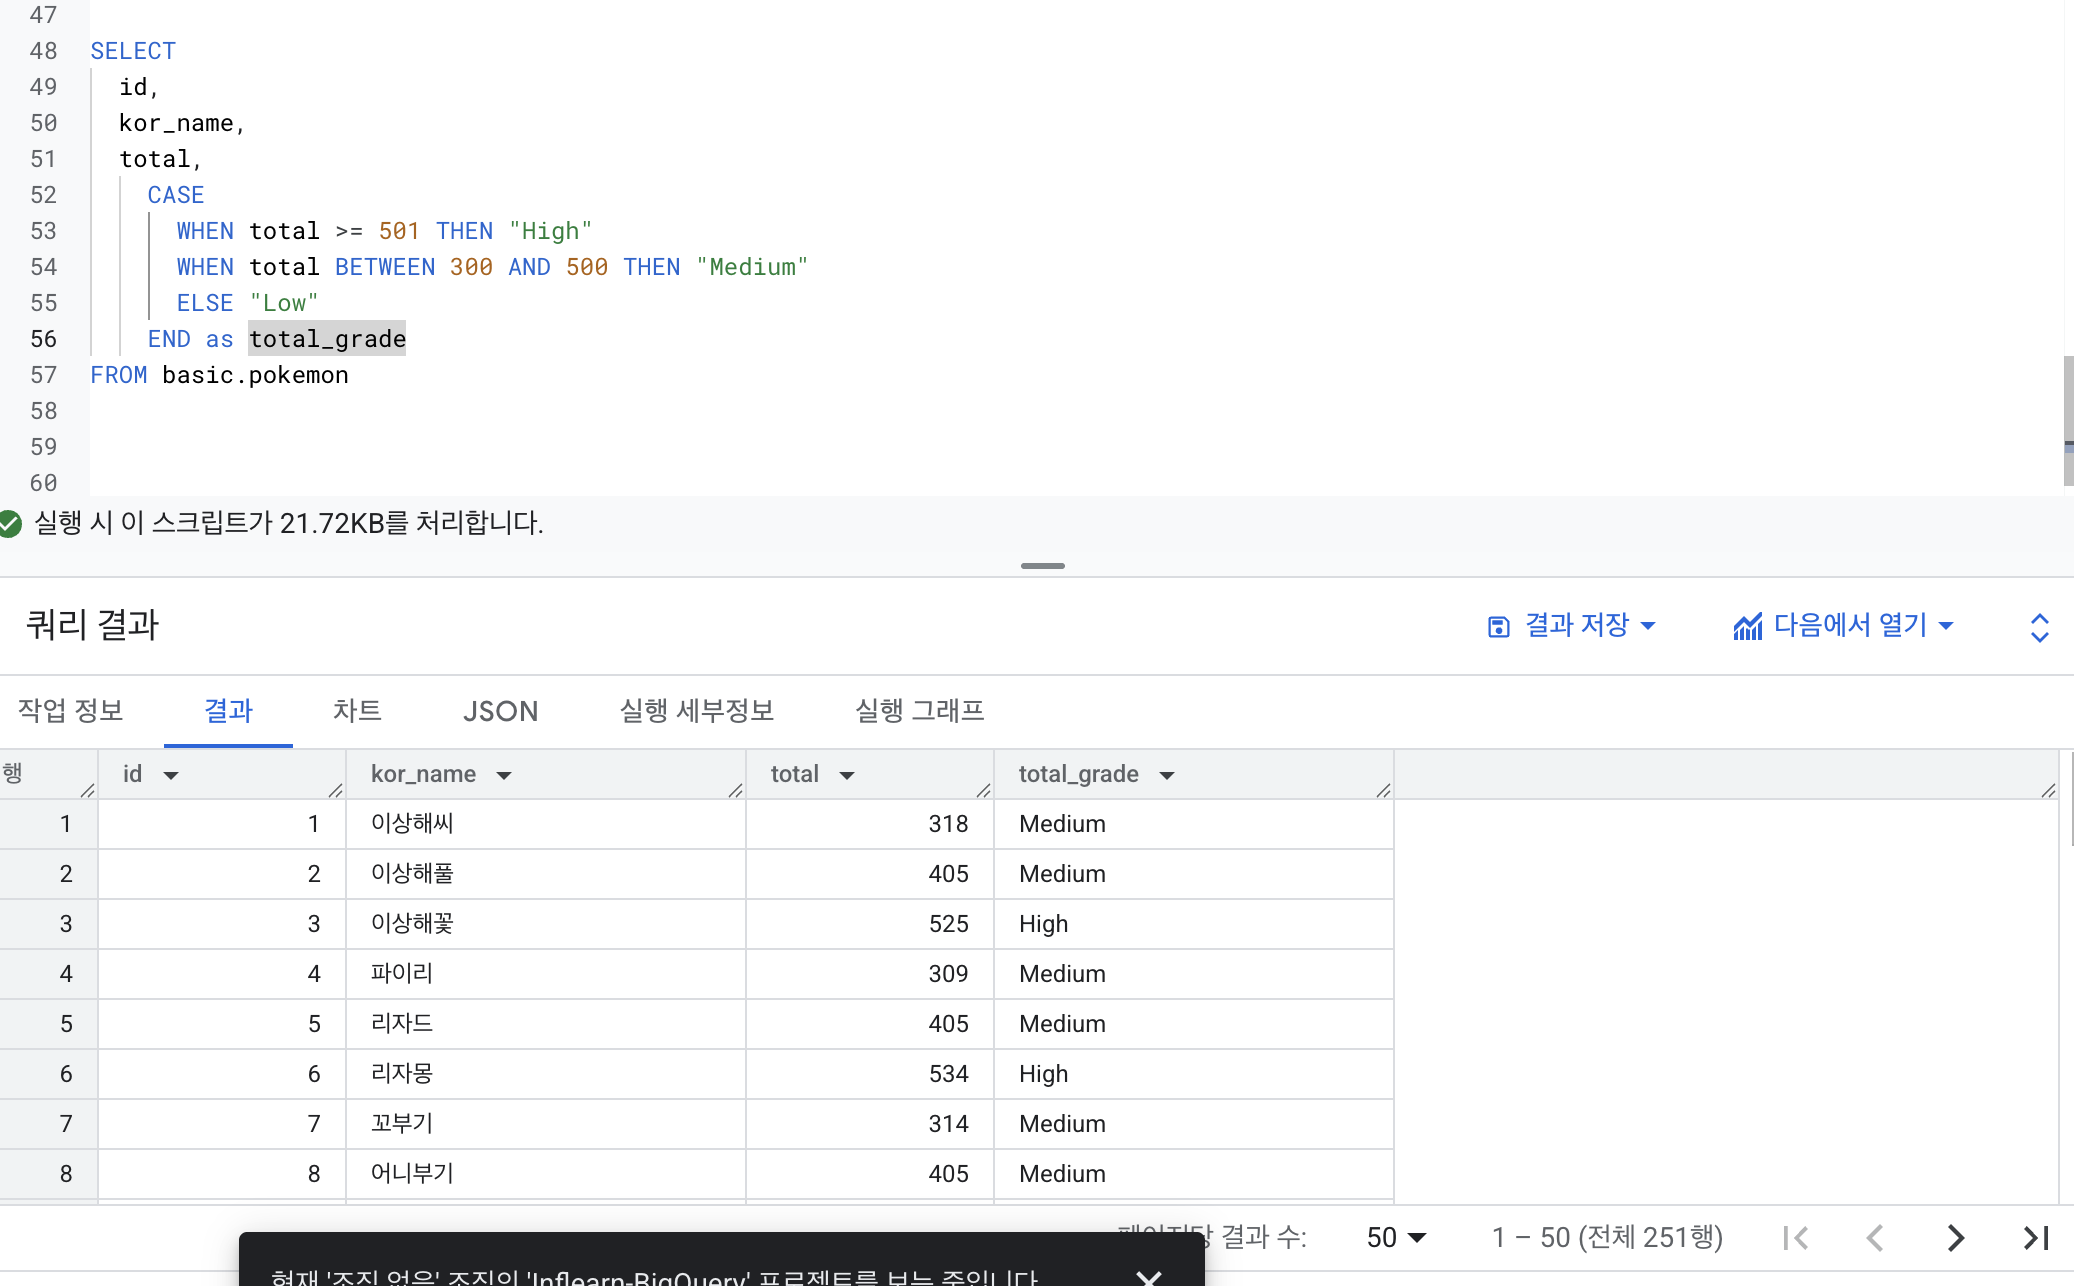 47
48 SELECT
49 id,
50 kor_name,
51 total,
52 CASE
53 WHEN total >= 501 THEN "High"
54 WHEN total BETWEEN 300 AND 500 THEN "Medium"
55 ELSE "Low"
56 END as total_grade
57 FROM basic.pokemon
58
59
60
실행 시 이 스크립트가 21.72KB를 처리합니다.
쿼리 결과 결과 저장 다음에서 열기
작업 정보 결과 차트 JSON 실행 세부정보 실행 그래프
행 id kor_name total total_grade
1 1 이상해씨 318 Medium
2 2 이상해풀 405 Medium
3 3 이상해꽃 525 High
4 4 파이리 309 Medium
5 5 리자드 405 Medium
6 6 리자몽 534 High
7 7 꼬부기 314 Medium
8 8 어니부기 405 Medium
페이지당 결과 수: 50 1 – 50 (전체 251행)
현재 '조직 없음' 조직의 'Inflearn-BigQuery' 프로젝트를 보는 중입니다